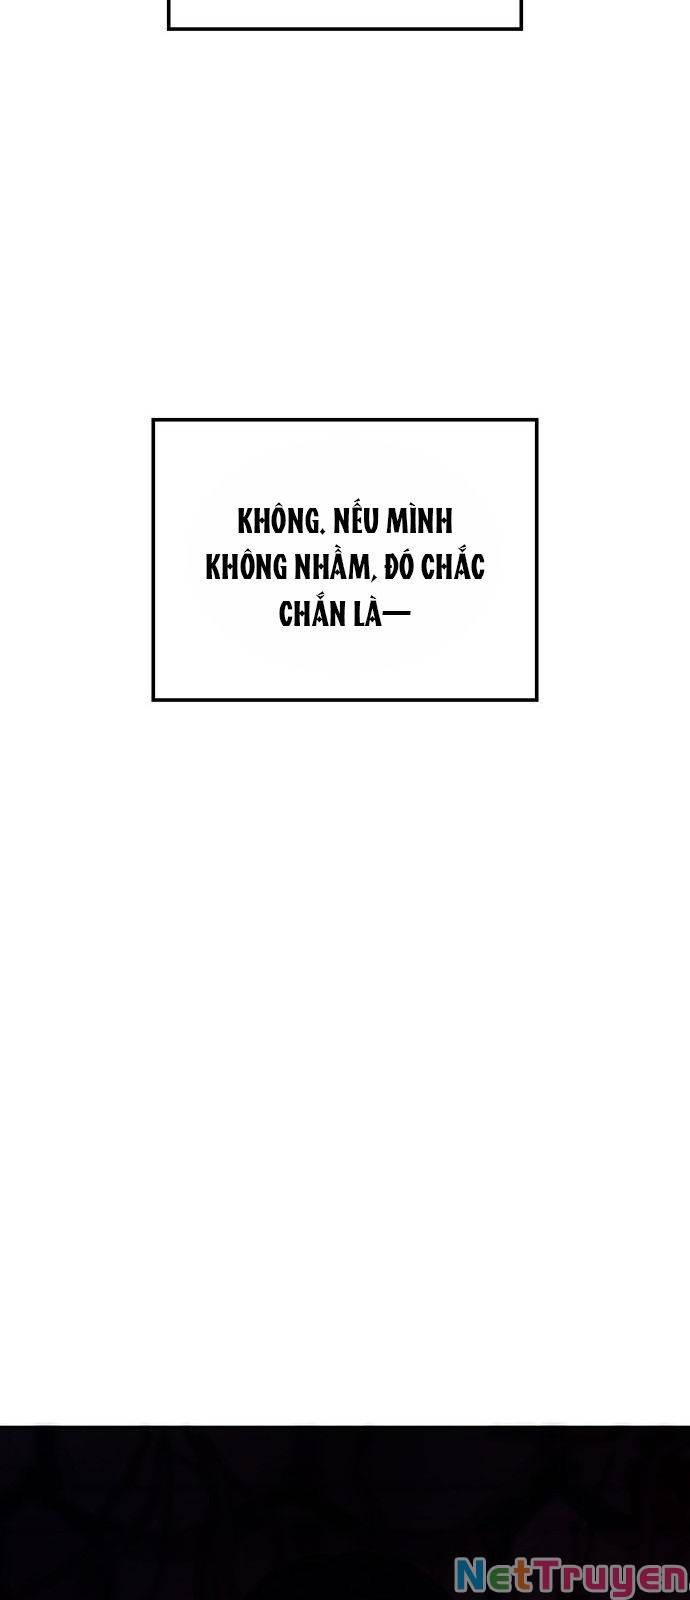 KHÔNG. NẾU MÌNH
KHÔNG NHẦM, ĐÓ CHẮC
CHẮN LÀ—
NetTruyen